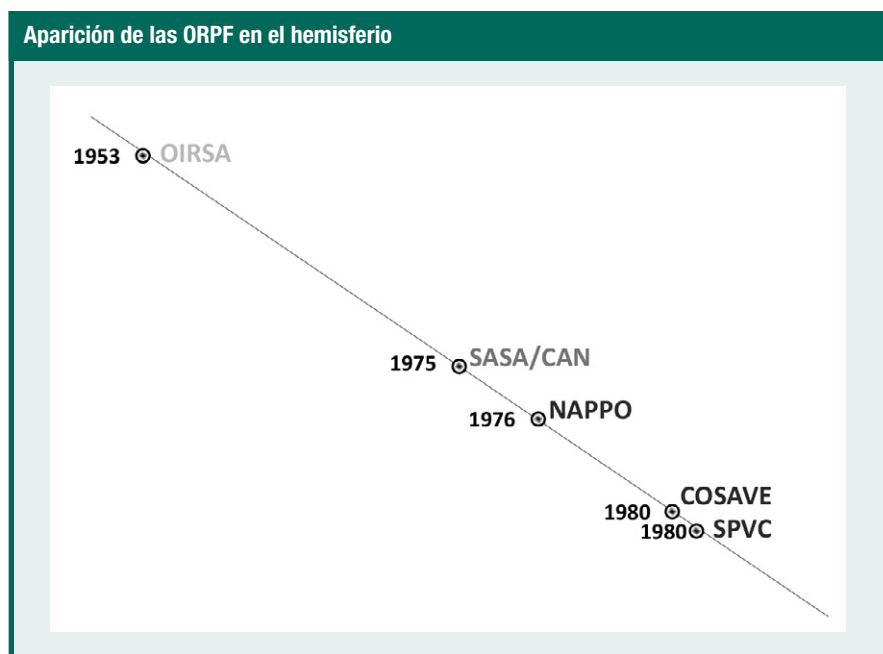 Aparición de las ORPF en el hemisferio
1953 OIRSA
1975 SASA/CAN
1976 NAPPO
1980 COSAVE
1980 SPVC